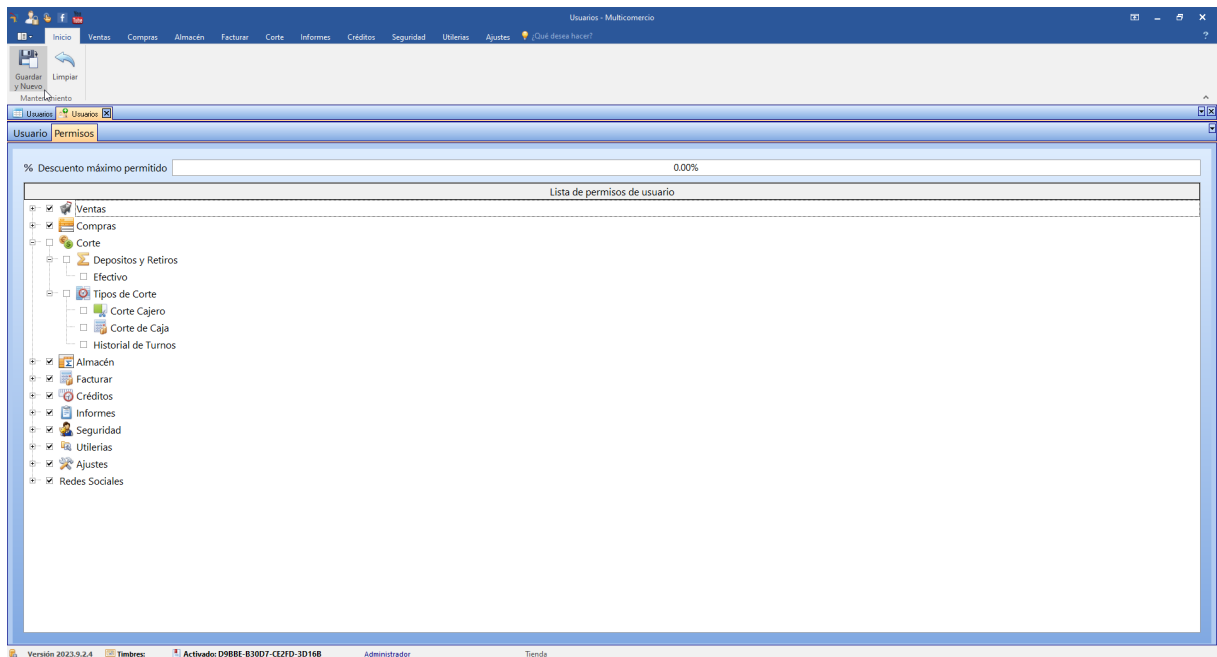 Usuarios - Multicomercio
Inicio Ventas Compras Almacén Facturar Corte Informes Créditos Seguridad Utilerias Ajustes ¿Qué desea hacer?
Guardar y Nuevo
Limpiar
Mantenimiento
Usuarios Usuarios
Usuario Permisos
% Descuento máximo permitido 0.00%
Lista de permisos de usuario
Ventas
Compras
Corte
Depositos y Retiros
Efectivo
Tipos de Corte
Corte Cajero
Corte de Caja
Historial de Turnos
Almacén
Facturar
Créditos
Informes
Seguridad
Utilerias
Ajustes
Redes Sociales
Versión 2023.9.2.4 Timbres: Activado: D9BBE-B30D7-CE2FD-3D16B Administrador Tienda